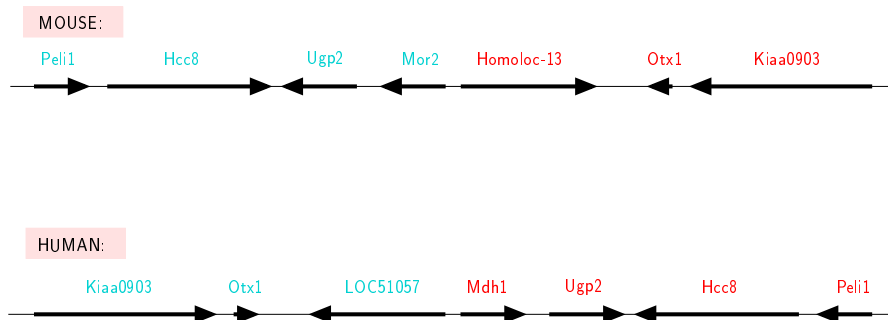 MOUSE:
Peli1 Hcc8 Ugp2 Mor2 Homoloc-13 Otx1 Kiaa0903
HUMAN:
Kiaa0903 Otx1 LOC51057 Mdh1 Ugp2 Hcc8 Peli1